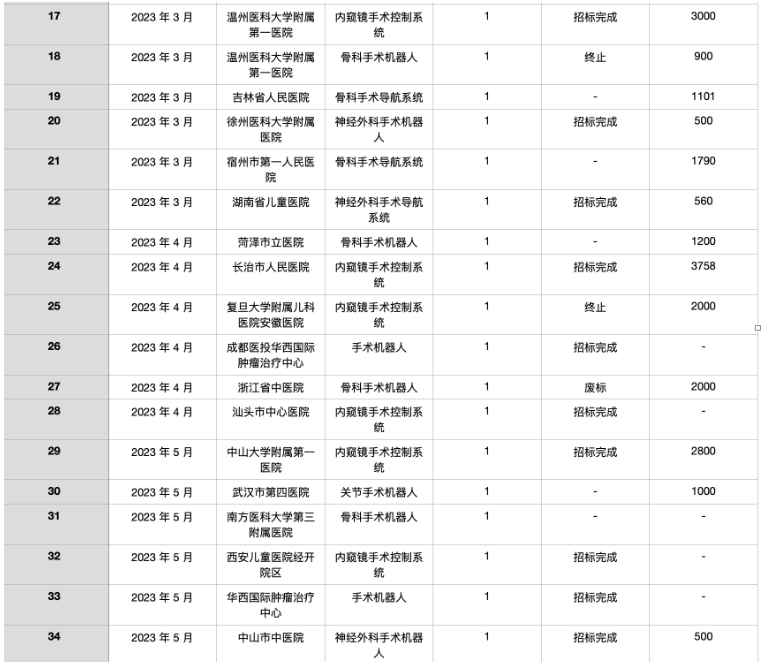 17 2023 年 3 月 温州医科大学附属第一医院 内窥镜手术控制系统 1 招标完成 3000
18 2023 年 3 月 温州医科大学附属第一医院 骨科手术机器人 1 终止 900
19 2023 年 3 月 吉林省人民医院 骨科手术导航系统 1 - 1101
20 2023 年 3 月 徐州医科大学附属医院 神经外科手术机器人 1 招标完成 500
21 2023 年 3 月 宿州市第一人民医院 骨科手术导航系统 1 - 1790
22 2023 年 3 月 湖南省儿童医院 神经外科手术导航系统 1 招标完成 560
23 2023 年 4 月 菏泽市立医院 骨科手术机器人 1 - 1200
24 2023 年 4 月 长治市人民医院 内窥镜手术控制系统 1 招标完成 3758
25 2023 年 4 月 复旦大学附属儿科医院安徽医院 内窥镜手术控制系统 1 终止 2000
26 2023 年 4 月 成都医投华西国际肿瘤治疗中心 手术机器人 1 招标完成 -
27 2023 年 4 月 浙江省中医院 骨科手术机器人 1 废标 2000
28 2023 年 4 月 汕头市中心医院 内窥镜手术控制系统 1 招标完成 -
29 2023 年 5 月 中山大学附属第一医院 内窥镜手术控制系统 1 招标完成 2800
30 2023 年 5 月 武汉市第四医院 关节手术机器人 1 - 1000
31 2023 年 5 月 南方医科大学第三附属医院 骨科手术机器人 1 - -
32 2023 年 5 月 西安儿童医院经开院区 内窥镜手术控制系统 1 招标完成 -
33 2023 年 5 月 华西国际肿瘤治疗中心 手术机器人 1 招标完成 -
34 2023 年 5 月 中山市中医院 神经外科手术机器人 1 招标完成 500